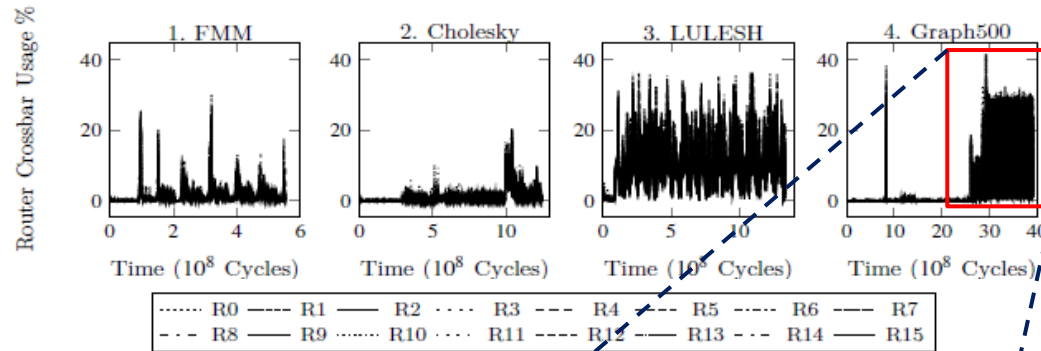 1. FMM 2. Cholesky 3. LULESH 4. Graph500
Router Crossbar Usage %
40 40 40 40
20 20 20 20
0 0 0 0
0 2 4 6 0 5 10 0 5 10 0 10 20 30 40
Time (10⁸ Cycles) Time (10⁸ Cycles) Time (10⁸ Cycles) Time (10⁸ Cycles)
R0 R1 R2 R3 R4 R5 R6 R7
R8 R9 R10 R11 R12 R13 R14 R15